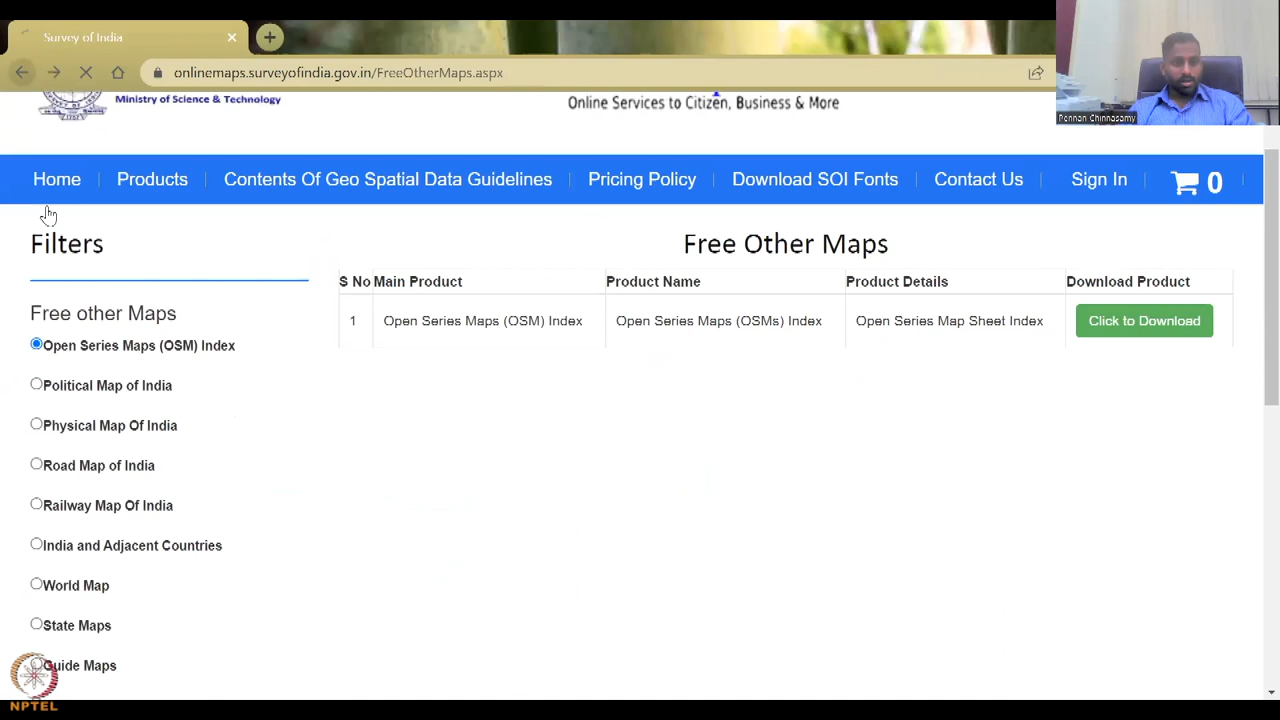 Survey of India
onlinemaps.surveyofindia.gov.in/FreeOtherMaps.aspx
Pennan Chinnasamy
Ministry of Science & Technology
Online Services to Citizen, Business & More
Home Products Contents Of Geo Spatial Data Guidelines Pricing Policy Download SOI Fonts Contact Us Sign In 0
Filters
Free other Maps
Open Series Maps (OSM) Index
Political Map of India
Physical Map Of India
Road Map of India
Railway Map Of India
India and Adjacent Countries
World Map
State Maps
Guide Maps
Free Other Maps
S No Main Product Product Name Product Details Download Product
1 Open Series Maps (OSM) Index Open Series Maps (OSMs) Index Open Series Map Sheet Index Click to Download
NPTEL